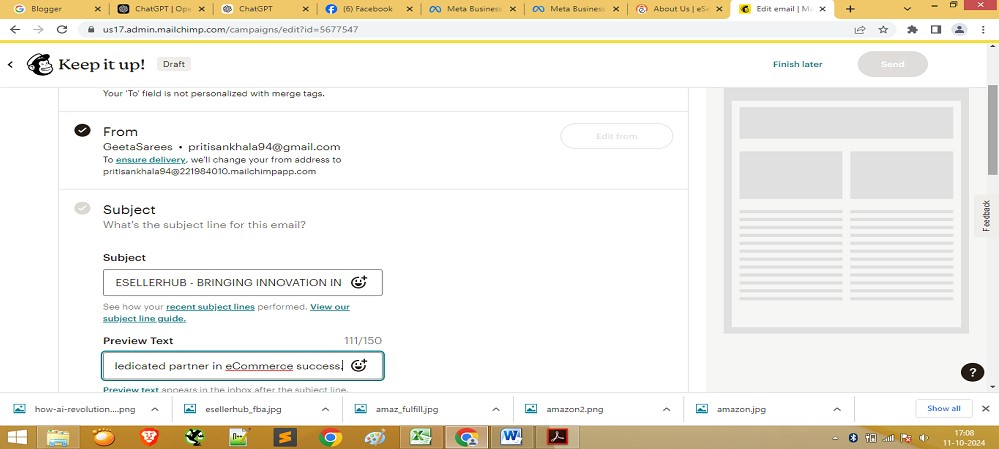 Blogger
ChatGPT | Ope
ChatGPT
(6) Facebook
Meta Business
Meta Business
About Us | eSe
Edit email | Ma
us17.admin.mailchimp.com/campaigns/edit?id=5677547
Keep it up!
Draft
Finish later
Send
Your 'To' field is not personalized with merge tags.
From
Edit from
GeetaSarees • pritisankhala94@gmail.com
To ensure delivery, we'll change your from address to
pritisankhala94@221984010.mailchimpapp.com
Subject
What's the subject line for this email?
Subject
ESELLERHUB - BRINGING INNOVATION IN
See how your recent subject lines performed. View our
subject line guide.
Preview Text 111/150
ledicated partner in eCommerce success.
Preview text appears in the inbox after the subject line.
Feedback
?
how-ai-revolution....png
esellerhub_fba.jpg
amaz_fulfill.jpg
amazon2.png
amazon.jpg
Show all
17:08
11-10-2024